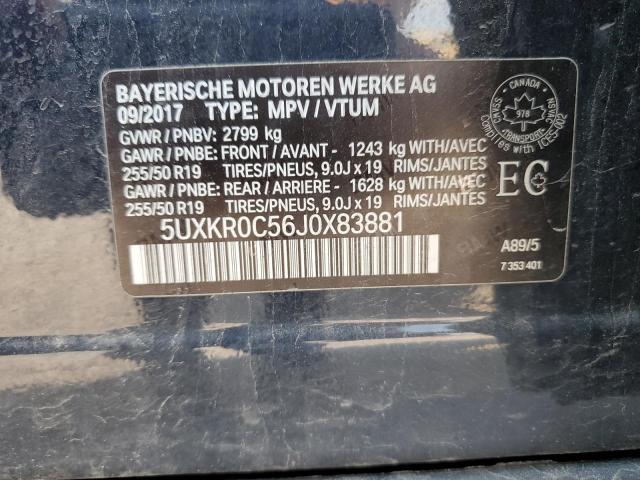 BAYERISCHE MOTOREN WERKE AG
09/2017 TYPE: MPV / VTUM
GVWR / PNBV: 2799 kg
GAWR / PNBE: FRONT / AVANT - 1243 kg WITH/AVEC
255/50 R19 TIRES/PNEUS, 9.0J x 19 RIMS/JANTES
GAWR / PNBE: REAR / ARRIERE - 1628 kg WITH/AVEC
255/50 R19 TIRES/PNEUS, 9.0J x 19 RIMS/JANTES
5UXKR0C56J0X83881
CANADA
CMVSS NSVAC
978
TRANSPORT
Complies with ICES-002
EC
A89/5
7 353 401